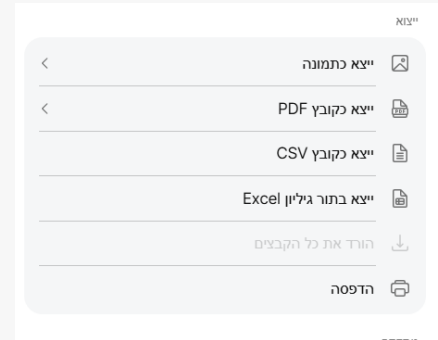 ייצוא
ייצא כתמונה
ייצא כקובץ PDF
ייצא כקובץ CSV
ייצא בתור גיליון Excel
הורד את כל הקבצים
הדפסה